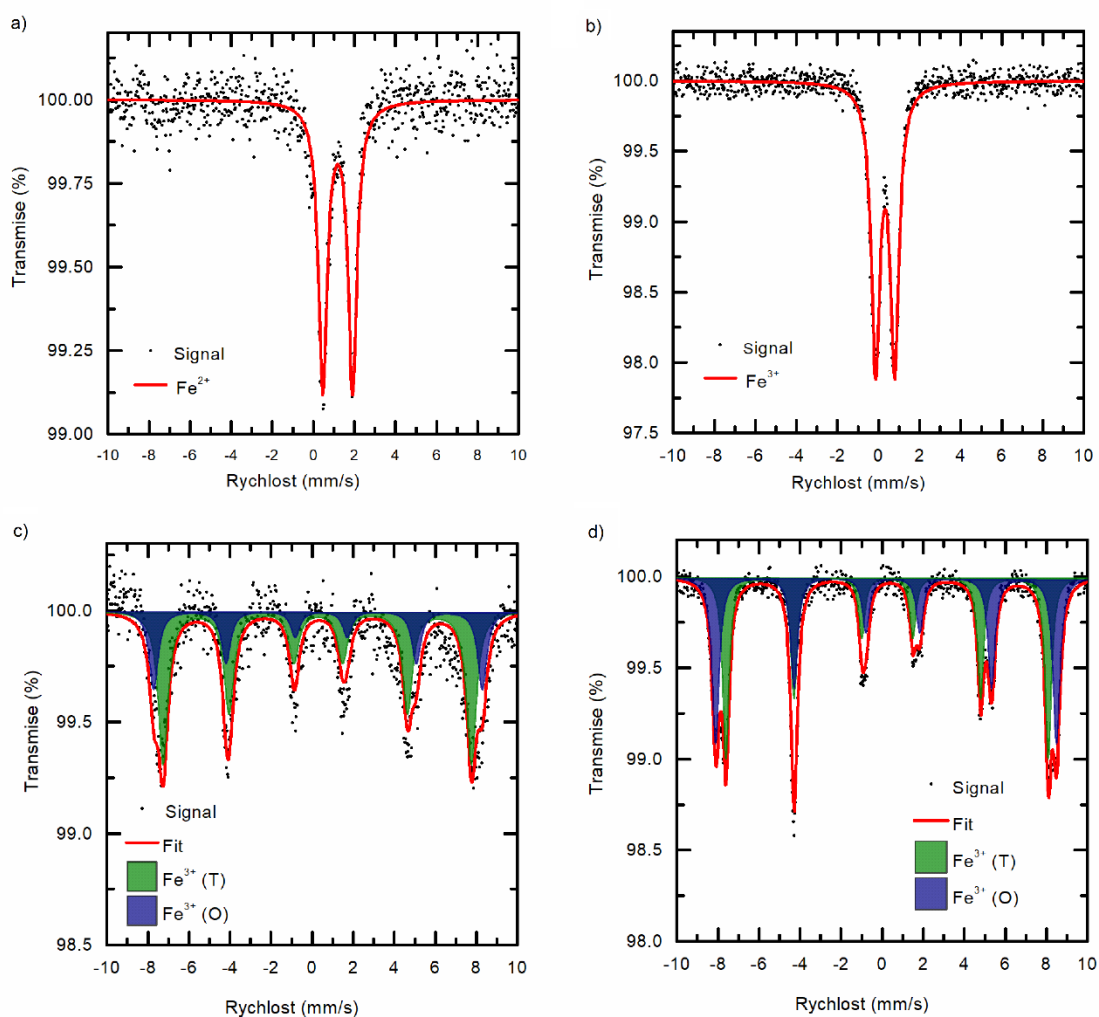 a)
100.00
99.75
99.50
99.25
99.00
Transmise (%)
Signal
Fe²⁺
-10 -8 -6 -4 -2 0 2 4 6 8 10
Rychlost (mm/s)
b)
100.0
99.5
99.0
98.5
98.0
97.5
Transmise (%)
Signal
Fe³⁺
-10 -8 -6 -4 -2 0 2 4 6 8 10
Rychlost (mm/s)
c)
100.0
99.5
99.0
98.5
Transmise (%)
Signal
Fit
Fe³⁺ (T)
Fe³⁺ (O)
-10 -8 -6 -4 -2 0 2 4 6 8 10
Rychlost (mm/s)
d)
100.0
99.5
99.0
98.5
98.0
Transmise (%)
Signal
Fit
Fe³⁺ (T)
Fe³⁺ (O)
-10 -8 -6 -4 -2 0 2 4 6 8 10
Rychlost (mm/s)